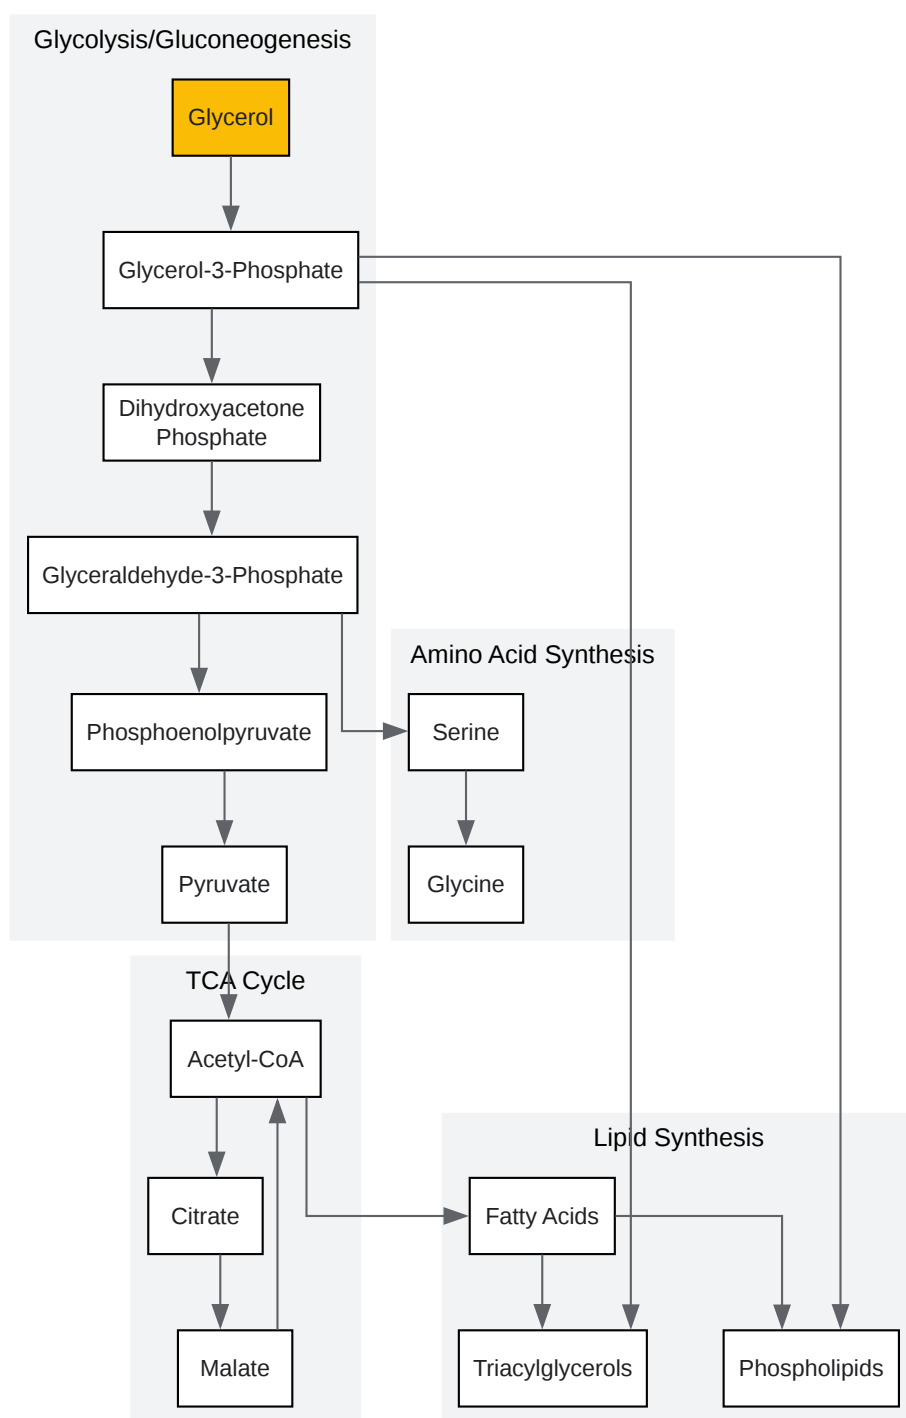 Glycolysis/Gluconeogenesis
Glycerol
Glycerol-3-Phosphate
Dihydroxyacetone
Phosphate
Glyceraldehyde-3-Phosphate
Amino Acid Synthesis
Phosphoenolpyruvate
Serine
Pyruvate
Glycine
TCA Cycle
Acetyl-CoA
Lipid Synthesis
Citrate
Fatty Acids
Malate
Triacylglycerols
Phospholipids